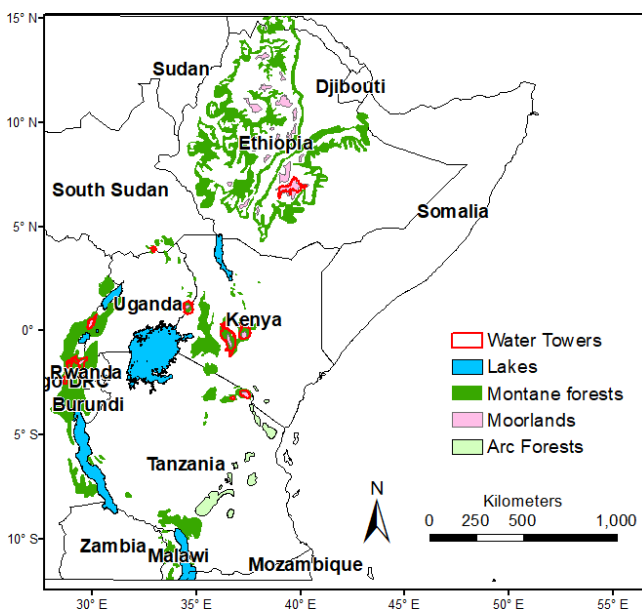 15° N
Sudan
Djibouti
10° N
Ethiopia
South Sudan
Somalia
5° N
Uganda
Kenya
0°
Rwanda
go DRC
Burundi
5° S
Tanzania
10° S
Zambia
Malawi
Mozambique
Water Towers
Lakes
Montane forests
Moorlands
Arc Forests
N
Kilometers
0 250 500 1,000
30° E 35° E 40° E 45° E 50° E 55° E